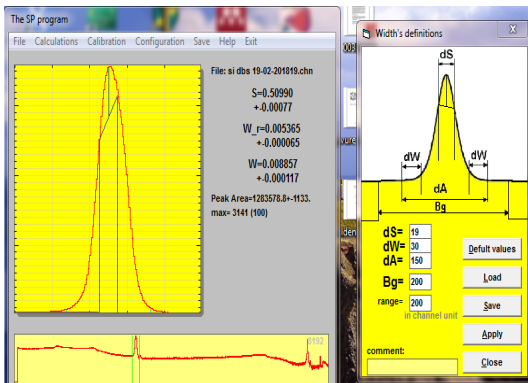 The SP program
File Calculations Calibration Configuration Save Help Exit
File: si dbs 19-02-201819.chn
S=0.50990
+-0.00077
W_r=0.005365
+-0.000065
W=0.008857
+-0.000117
Peak Area=1283578.8+-1133.
max= 3141 (100)
8192
003
Width's definitions
X
dS
dW
dW
dA
Bg
dS= 19
dW= 30
dA= 150
Bg= 200
range= 200
in channel unit
comment:
Defult values
Load
Save
Apply
Close